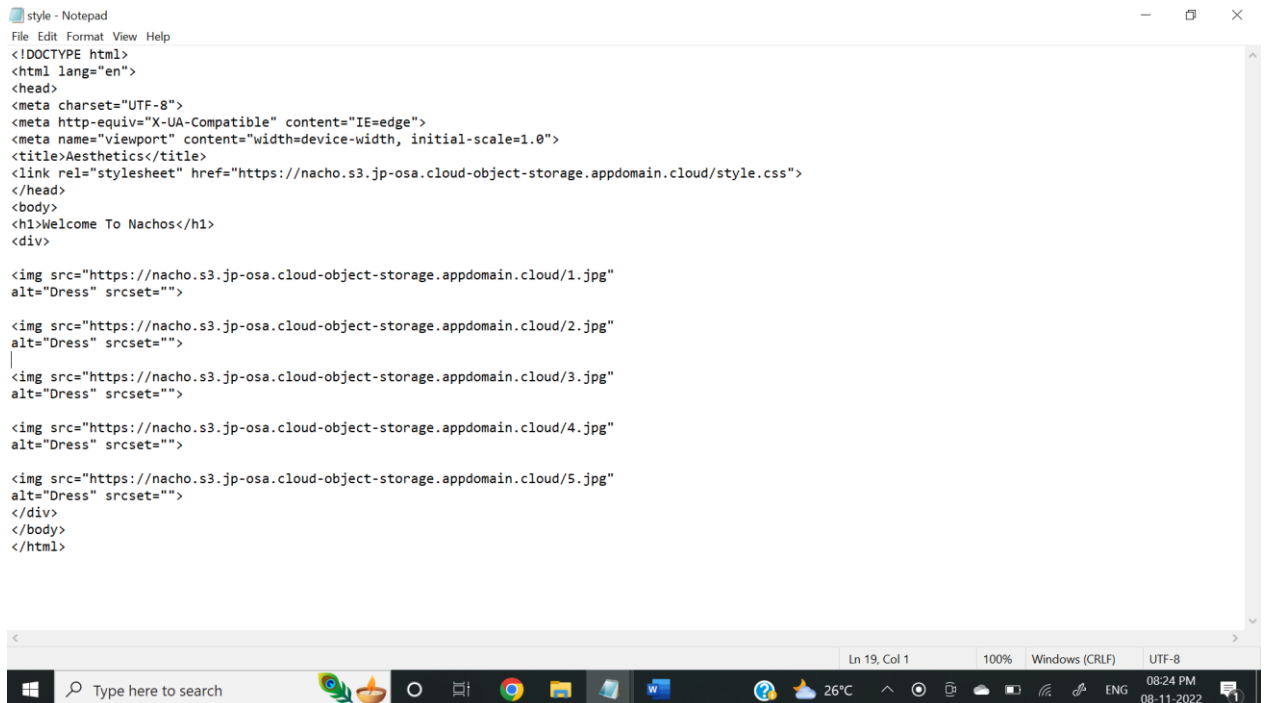 style - Notepad
File Edit Format View Help
<!DOCTYPE html>
<html lang="en">
<head>
<meta charset="UTF-8">
<meta http-equiv="X-UA-Compatible" content="IE=edge">
<meta name="viewport" content="width=device-width, initial-scale=1.0">
<title>Aesthetics</title>
<link rel="stylesheet" href="https://nacho.s3.jp-osa.cloud-object-storage.appdomain.cloud/style.css">
</head>
<body>
<h1>Welcome To Nachos</h1>
<div>
<img src="https://nacho.s3.jp-osa.cloud-object-storage.appdomain.cloud/1.jpg"
alt="Dress" srcset="">
<img src="https://nacho.s3.jp-osa.cloud-object-storage.appdomain.cloud/2.jpg"
alt="Dress" srcset="">
<img src="https://nacho.s3.jp-osa.cloud-object-storage.appdomain.cloud/3.jpg"
alt="Dress" srcset="">
<img src="https://nacho.s3.jp-osa.cloud-object-storage.appdomain.cloud/4.jpg"
alt="Dress" srcset="">
<img src="https://nacho.s3.jp-osa.cloud-object-storage.appdomain.cloud/5.jpg"
alt="Dress" srcset="">
</div>
</body>
</html>
Ln 19, Col 1 100% Windows (CRLF) UTF-8
Type here to search 26°C ENG 08:24 PM
08-11-2022 1